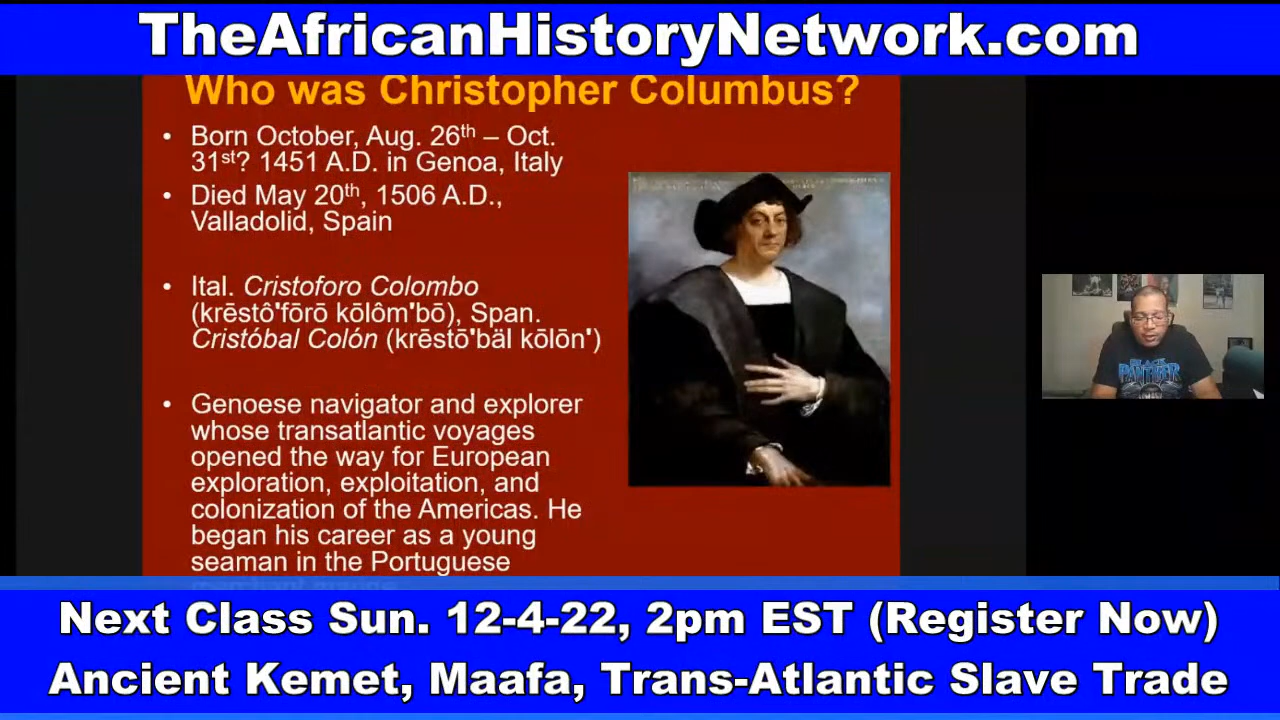 TheAfricanHistoryNetwork.com
Who was Christopher Columbus?
• Born October, Aug. 26th – Oct.
31st? 1451 A.D. in Genoa, Italy
• Died May 20th, 1506 A.D.,
Valladolid, Spain
• Ital. Cristoforo Colombo
(krēstô'fōrō kōlôm'bō), Span.
Cristóbal Colón (krēstō'bäl kōlōn')
• Genoese navigator and explorer
whose transatlantic voyages
opened the way for European
exploration, exploitation, and
colonization of the Americas. He
began his career as a young
seaman in the Portuguese
BLACK
PANTHER
Next Class Sun. 12-4-22, 2pm EST (Register Now)
Ancient Kemet, Maafa, Trans-Atlantic Slave Trade